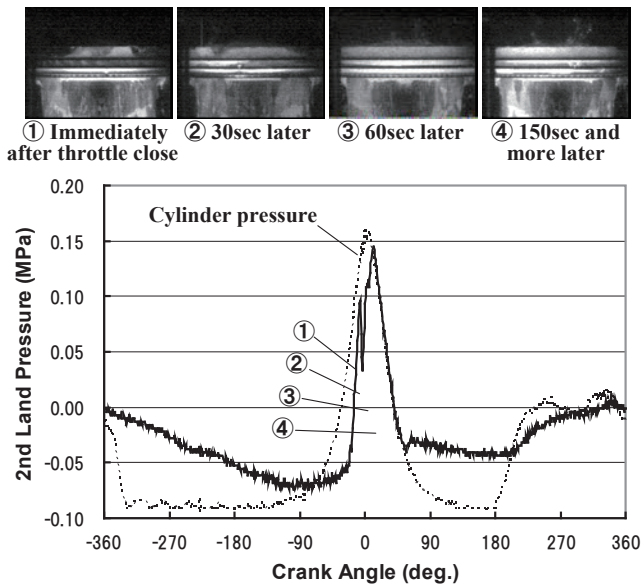 ① Immediately
after throttle close
② 30sec later
③ 60sec later
④ 150sec and
more later
0.20
0.15
0.10
0.05
0.00
-0.05
-0.10
2nd Land Pressure (MPa)
Cylinder pressure
①
②
③
④
-360 -270 -180 -90 0 90 180 270 360
Crank Angle (deg.)